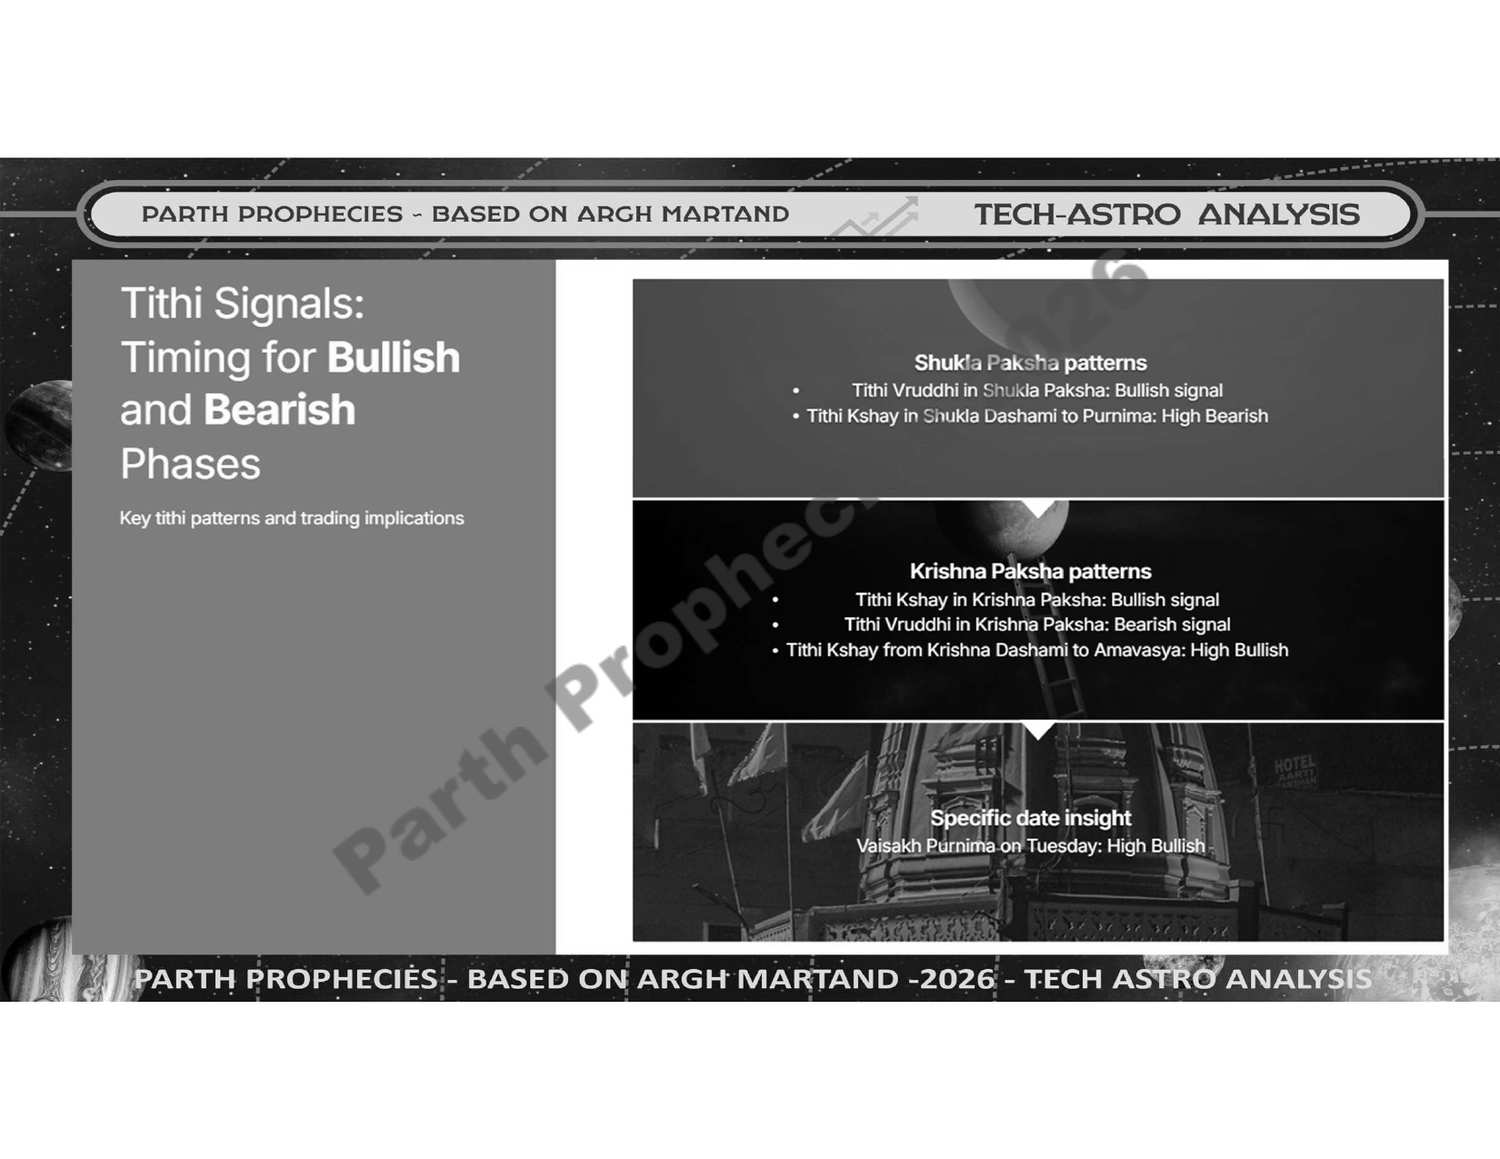 PARTH PROPHECIES ~ BASED ON ARGH MARTAND
TECH-ASTRO ANALYSIS
Tithi Signals:
Timing for Bullish
and Bearish
Phases
Key tithi patterns and trading implications
Shukla Paksha patterns
• Tithi Vruddhi in Shukla Paksha: Bullish signal
• Tithi Kshay in Shukla Dashami to Purnima: High Bearish
Krishna Paksha patterns
• Tithi Kshay in Krishna Paksha: Bullish signal
• Tithi Vruddhi in Krishna Paksha: Bearish signal
• Tithi Kshay from Krishna Dashami to Amavasya: High Bullish
Specific date insight
Vaisakh Purnima on Tuesday: High Bullish
HOTEL
AARTI
PARTH PROPHECIES - BASED ON ARGH MARTAND -2026 - TECH ASTRO ANALYSIS
Parth Prophec